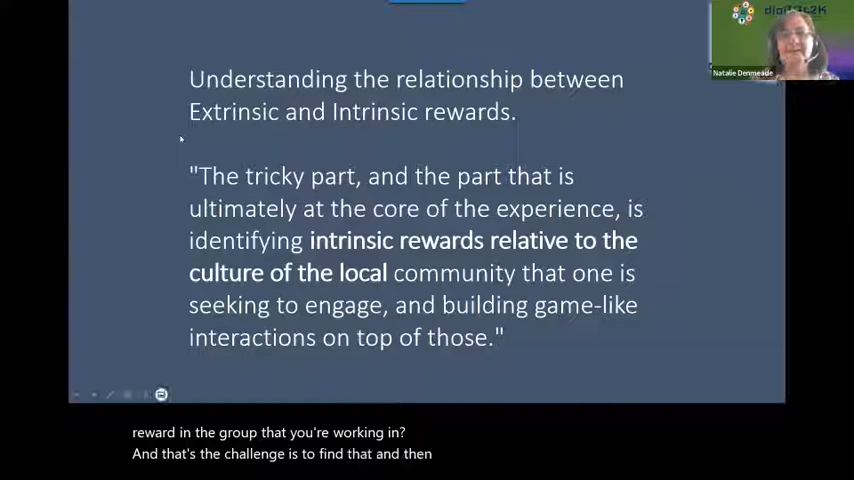 digital2K
Natalie Denmeade
Understanding the relationship between
Extrinsic and Intrinsic rewards.
"The tricky part, and the part that is
ultimately at the core of the experience, is
identifying intrinsic rewards relative to the
culture of the local community that one is
seeking to engage, and building game-like
interactions on top of those."
reward in the group that you're working in?
And that's the challenge is to find that and then